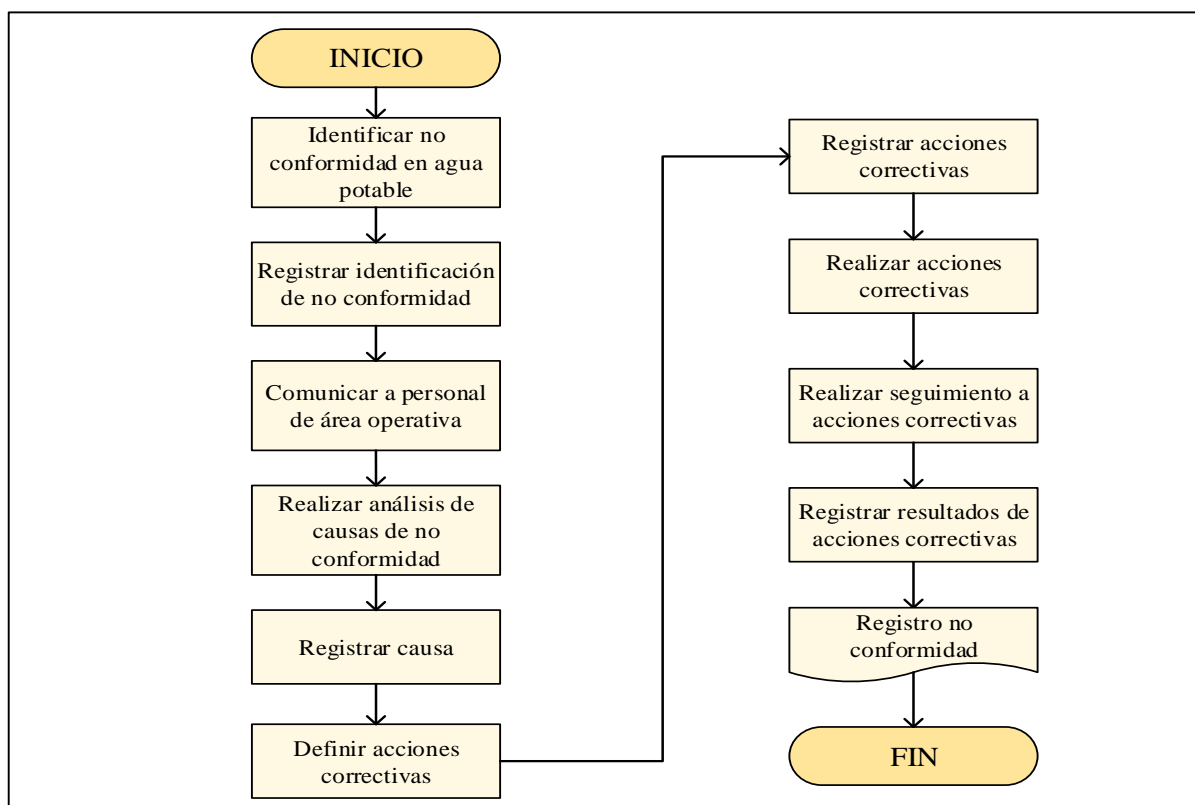 INICIO
Identificar no
conformidad en agua
potable
Registrar identificación
de no conformidad
Comunicar a personal
de área operativa
Realizar análisis de
causas de no
conformidad
Registrar causa
Definir acciones
correctivas
Registrar acciones
correctivas
Realizar acciones
correctivas
Realizar seguimiento a
acciones correctivas
Registrar resultados de
acciones correctivas
Registro no
conformidad
FIN